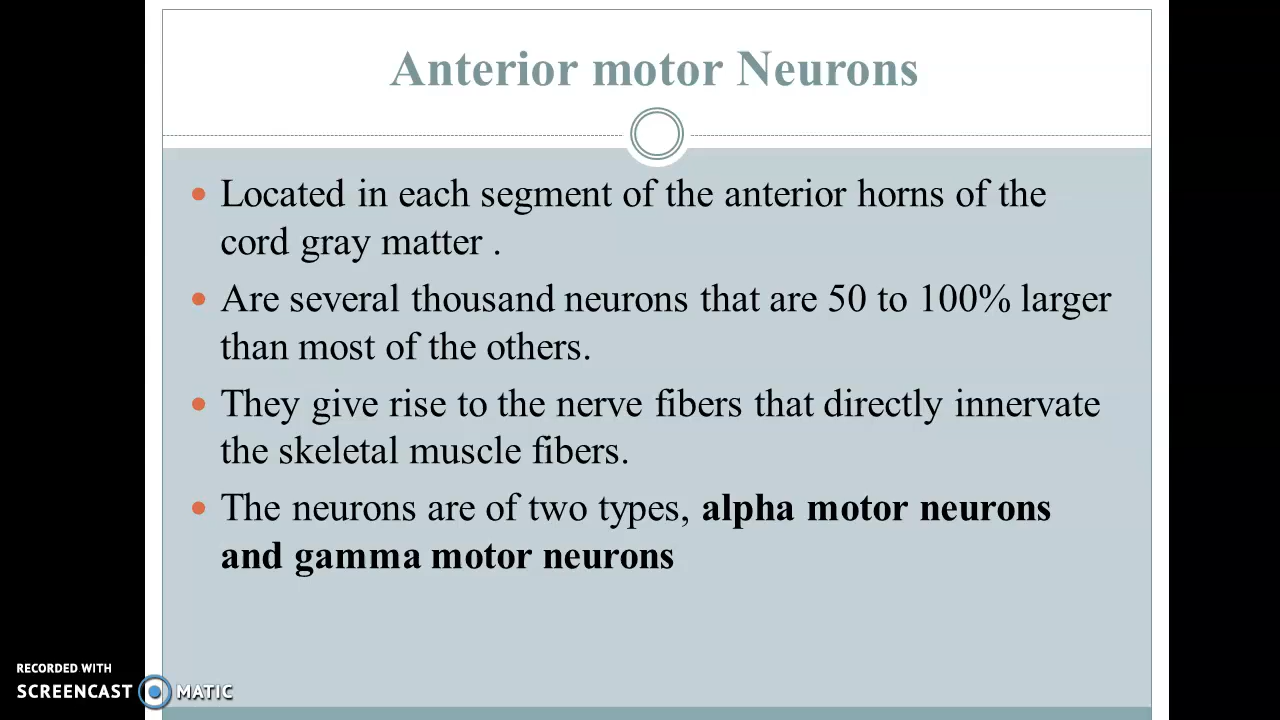 Anterior motor Neurons
• Located in each segment of the anterior horns of the
cord gray matter .
• Are several thousand neurons that are 50 to 100% larger
than most of the others.
• They give rise to the nerve fibers that directly innervate
the skeletal muscle fibers.
• The neurons are of two types, alpha motor neurons
and gamma motor neurons
RECORDED WITH
SCREENCAST MATIC